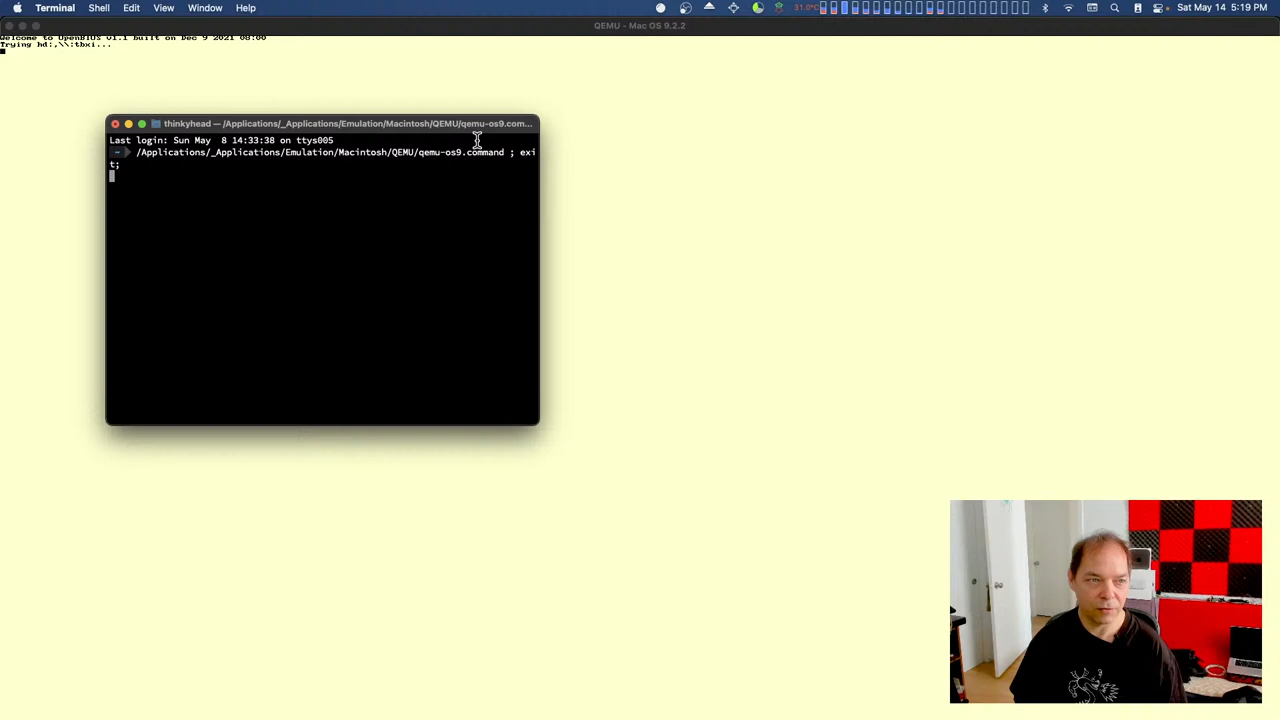 Terminal Shell Edit View Window Help 31.0°C Sat May 14 5:19 PM
QEMU - Mac OS 9.2.2
Welcome to OpenBIOS v1.1 built on Dec 9 2021 08:00
Trying hd:,\\:tbxi...
thinkyhead — /Applications/_Applications/Emulation/Macintosh/QEMU/qemu-os9.com...
Last login: Sun May  8 14:33:38 on ttys005
~ /Applications/_Applications/Emulation/Macintosh/QEMU/qemu-os9.command ; exi
t;